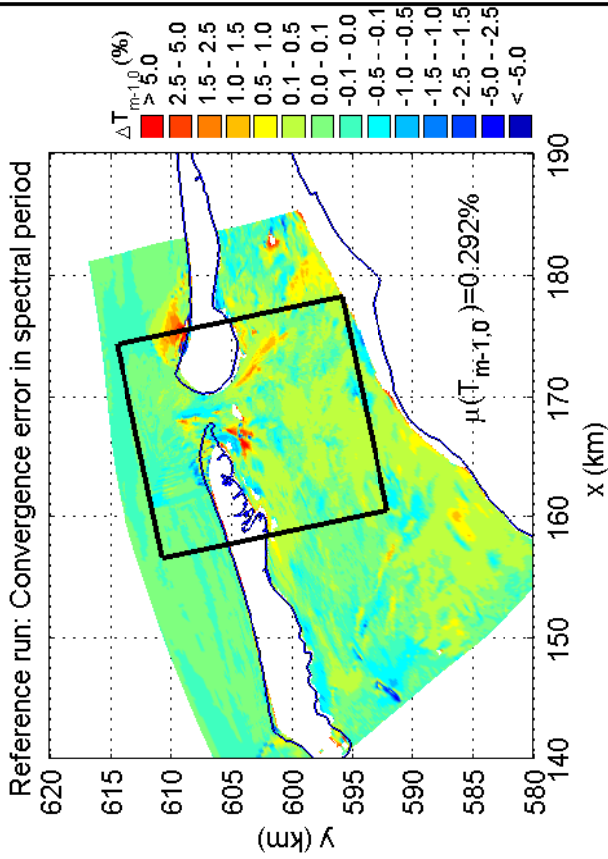 Reference run: Convergence error in spectral period
620
615
610
605
600
595
590
585
580
y (km)
140
150
160
170
180
190
x (km)
μ(T_{m-1,0})=0.292%
ΔT_{m-1,0}(%)
> 5.0
2.5 - 5.0
1.5 - 2.5
1.0 - 1.5
0.5 - 1.0
0.1 - 0.5
0.0 - 0.1
-0.1 - 0.0
-0.5 - -0.1
-1.0 - -0.5
-1.5 - -1.0
-2.5 - -1.5
-5.0 - -2.5
< -5.0